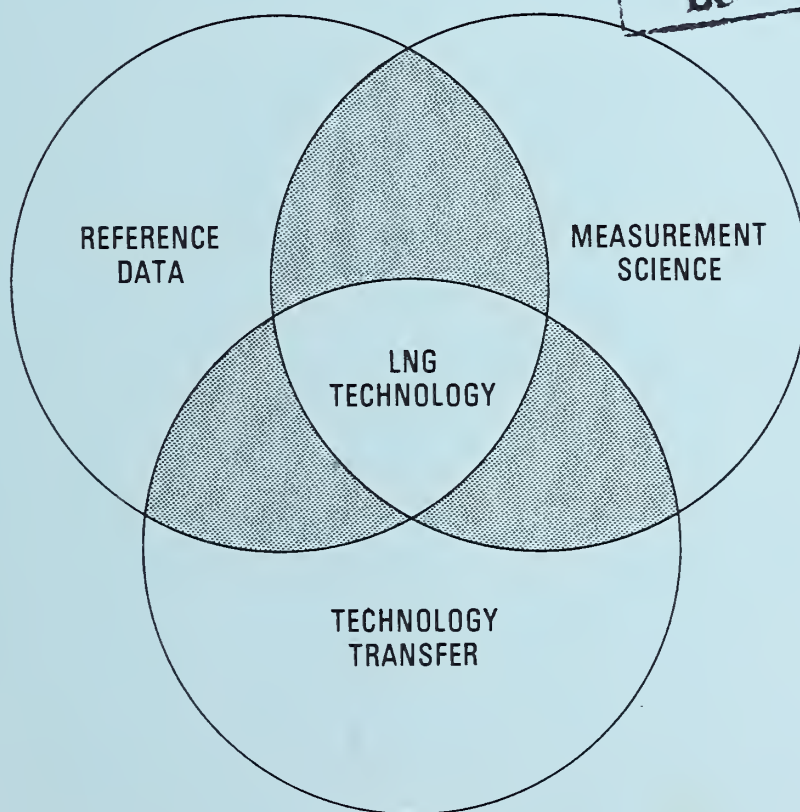 REFERENCE
DATA
MEASUREMENT
SCIENCE
LNG
TECHNOLOGY
TECHNOLOGY
TRANSFER